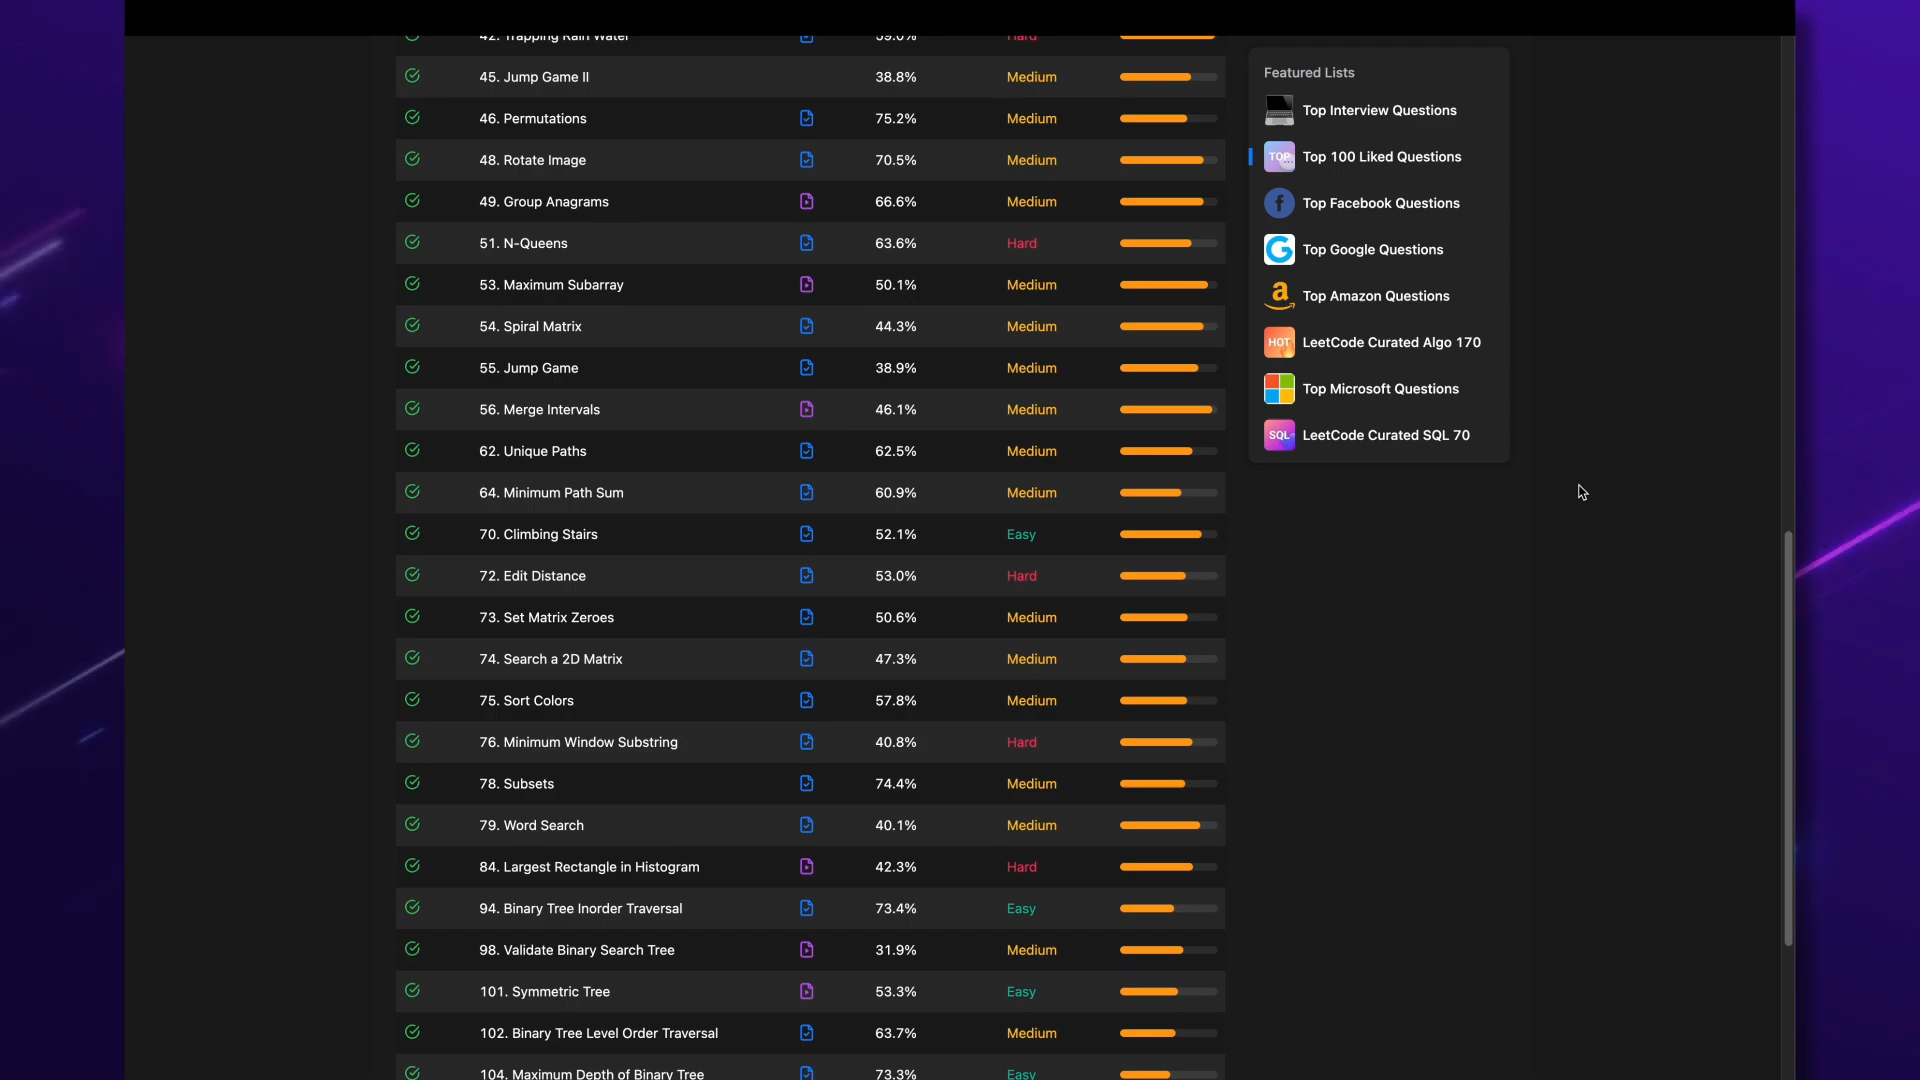 42. Trapping Rain Water 59.0% Hard
45. Jump Game II 38.8% Medium
46. Permutations 75.2% Medium
48. Rotate Image 70.5% Medium
49. Group Anagrams 66.6% Medium
51. N-Queens 63.6% Hard
53. Maximum Subarray 50.1% Medium
54. Spiral Matrix 44.3% Medium
55. Jump Game 38.9% Medium
56. Merge Intervals 46.1% Medium
62. Unique Paths 62.5% Medium
64. Minimum Path Sum 60.9% Medium
70. Climbing Stairs 52.1% Easy
72. Edit Distance 53.0% Hard
73. Set Matrix Zeroes 50.6% Medium
74. Search a 2D Matrix 47.3% Medium
75. Sort Colors 57.8% Medium
76. Minimum Window Substring 40.8% Hard
78. Subsets 74.4% Medium
79. Word Search 40.1% Medium
84. Largest Rectangle in Histogram 42.3% Hard
94. Binary Tree Inorder Traversal 73.4% Easy
98. Validate Binary Search Tree 31.9% Medium
101. Symmetric Tree 53.3% Easy
102. Binary Tree Level Order Traversal 63.7% Medium
104. Maximum Depth of Binary Tree 73.3% Easy
Featured Lists
Top Interview Questions
TOP Top 100 Liked Questions
f Top Facebook Questions
G Top Google Questions
a Top Amazon Questions
HOT LeetCode Curated Algo 170
Top Microsoft Questions
SQL LeetCode Curated SQL 70